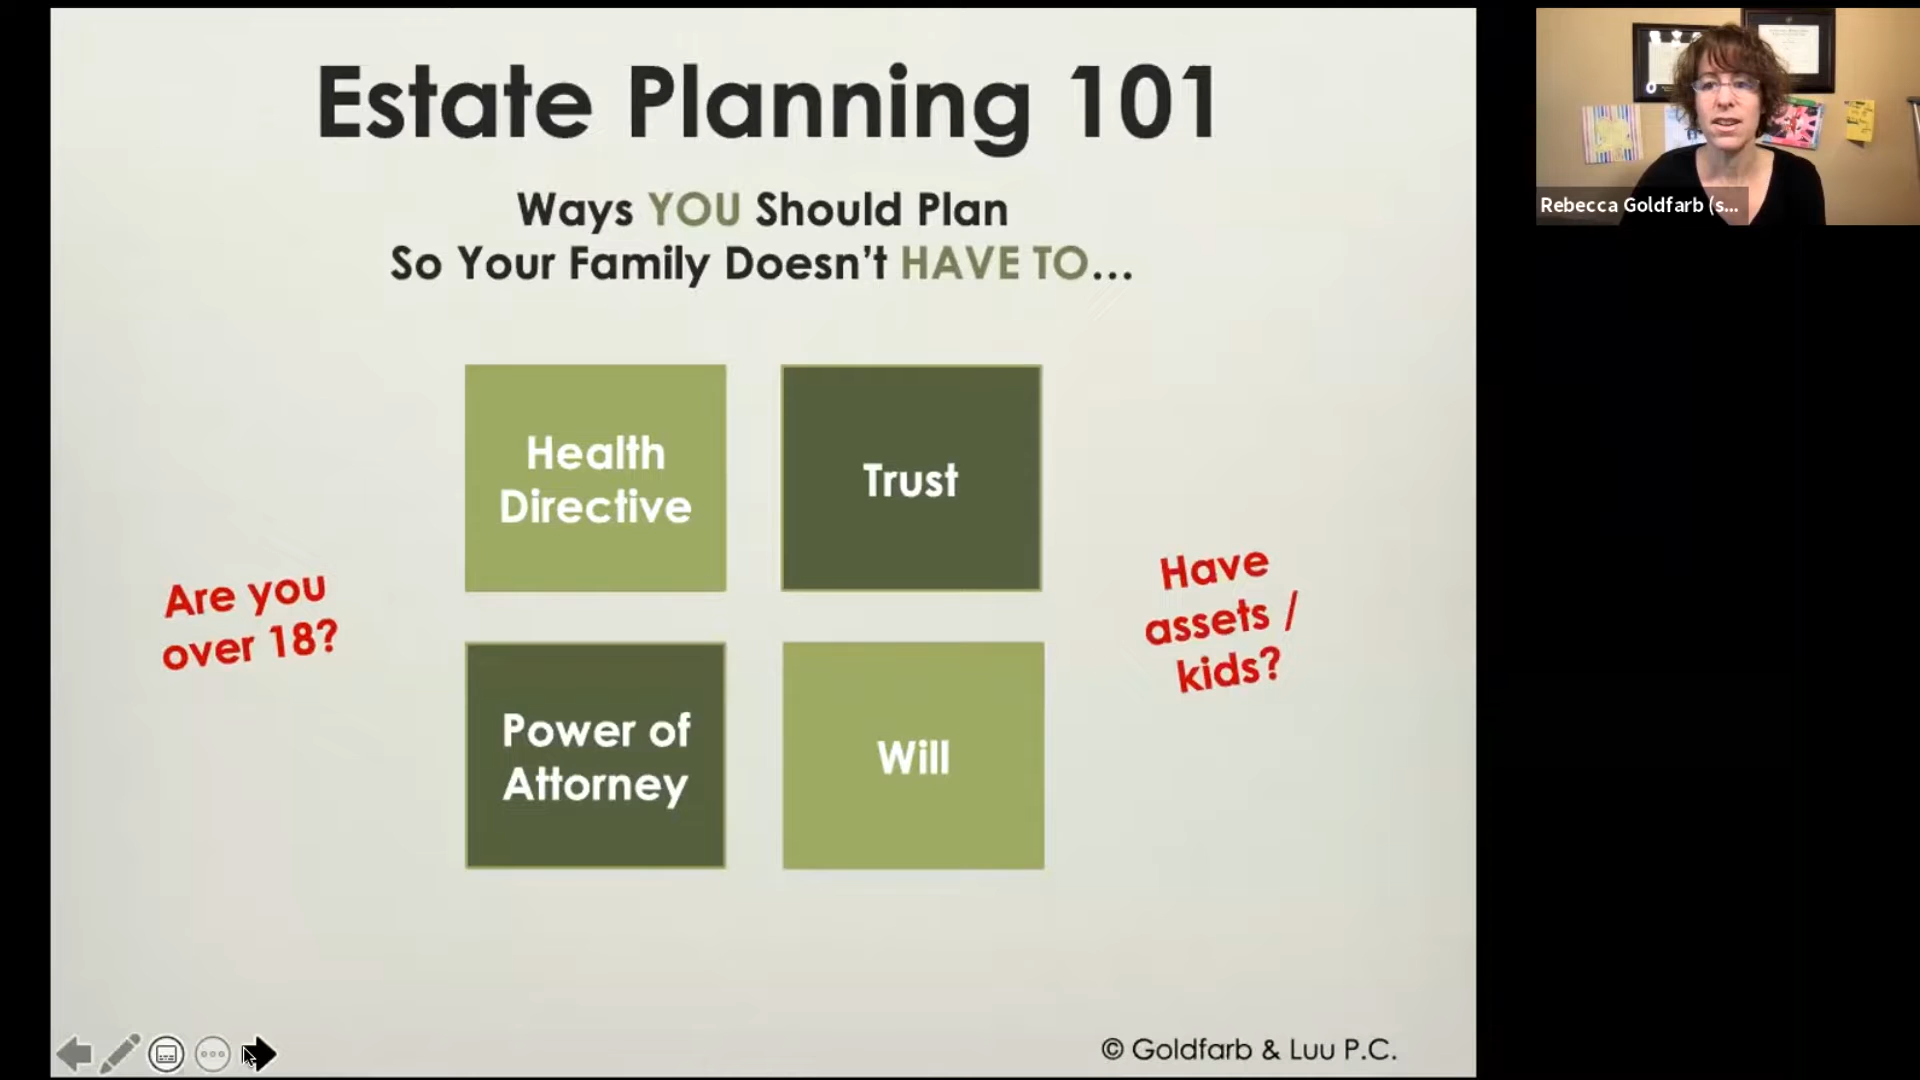 Estate Planning 101
Ways YOU Should Plan
So Your Family Doesn't HAVE TO...
Health
Directive
Trust
Are you
over 18?
Have
assets /
kids?
Power of
Attorney
Will
© Goldfarb & Luu P.C.
Rebecca Goldfarb (s...